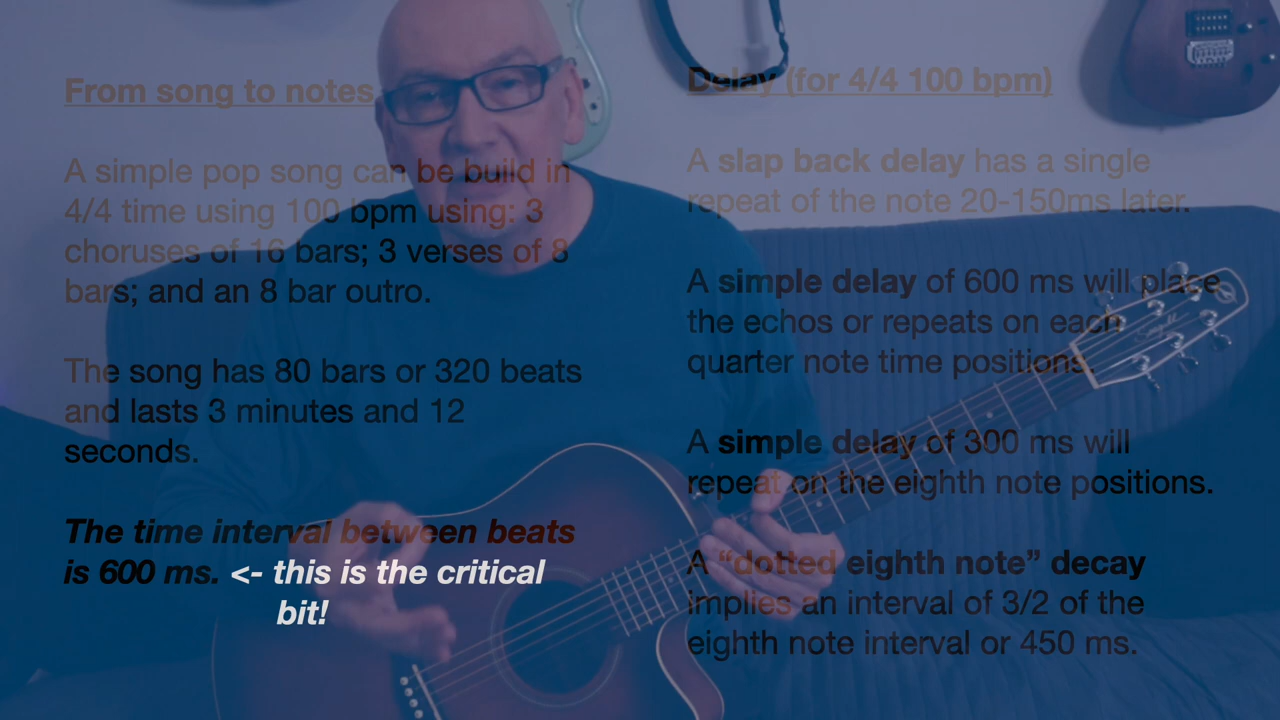 From song to notes
A simple pop song can be build in
4/4 time using 100 bpm using: 3
choruses of 16 bars; 3 verses of 8
bars; and an 8 bar outro.
The song has 80 bars or 320 beats
and lasts 3 minutes and 12
seconds.
The time interval between beats
is 600 ms. <- this is the critical
bit!
Delay (for 4/4 100 bpm)
A slap back delay has a single
repeat of the note 20-150ms later.
A simple delay of 600 ms will place
the echos or repeats on each
quarter note time positions.
A simple delay of 300 ms will
repeat on the eighth note positions.
A “dotted eighth note” decay
implies an interval of 3/2 of the
eighth note interval or 450 ms.